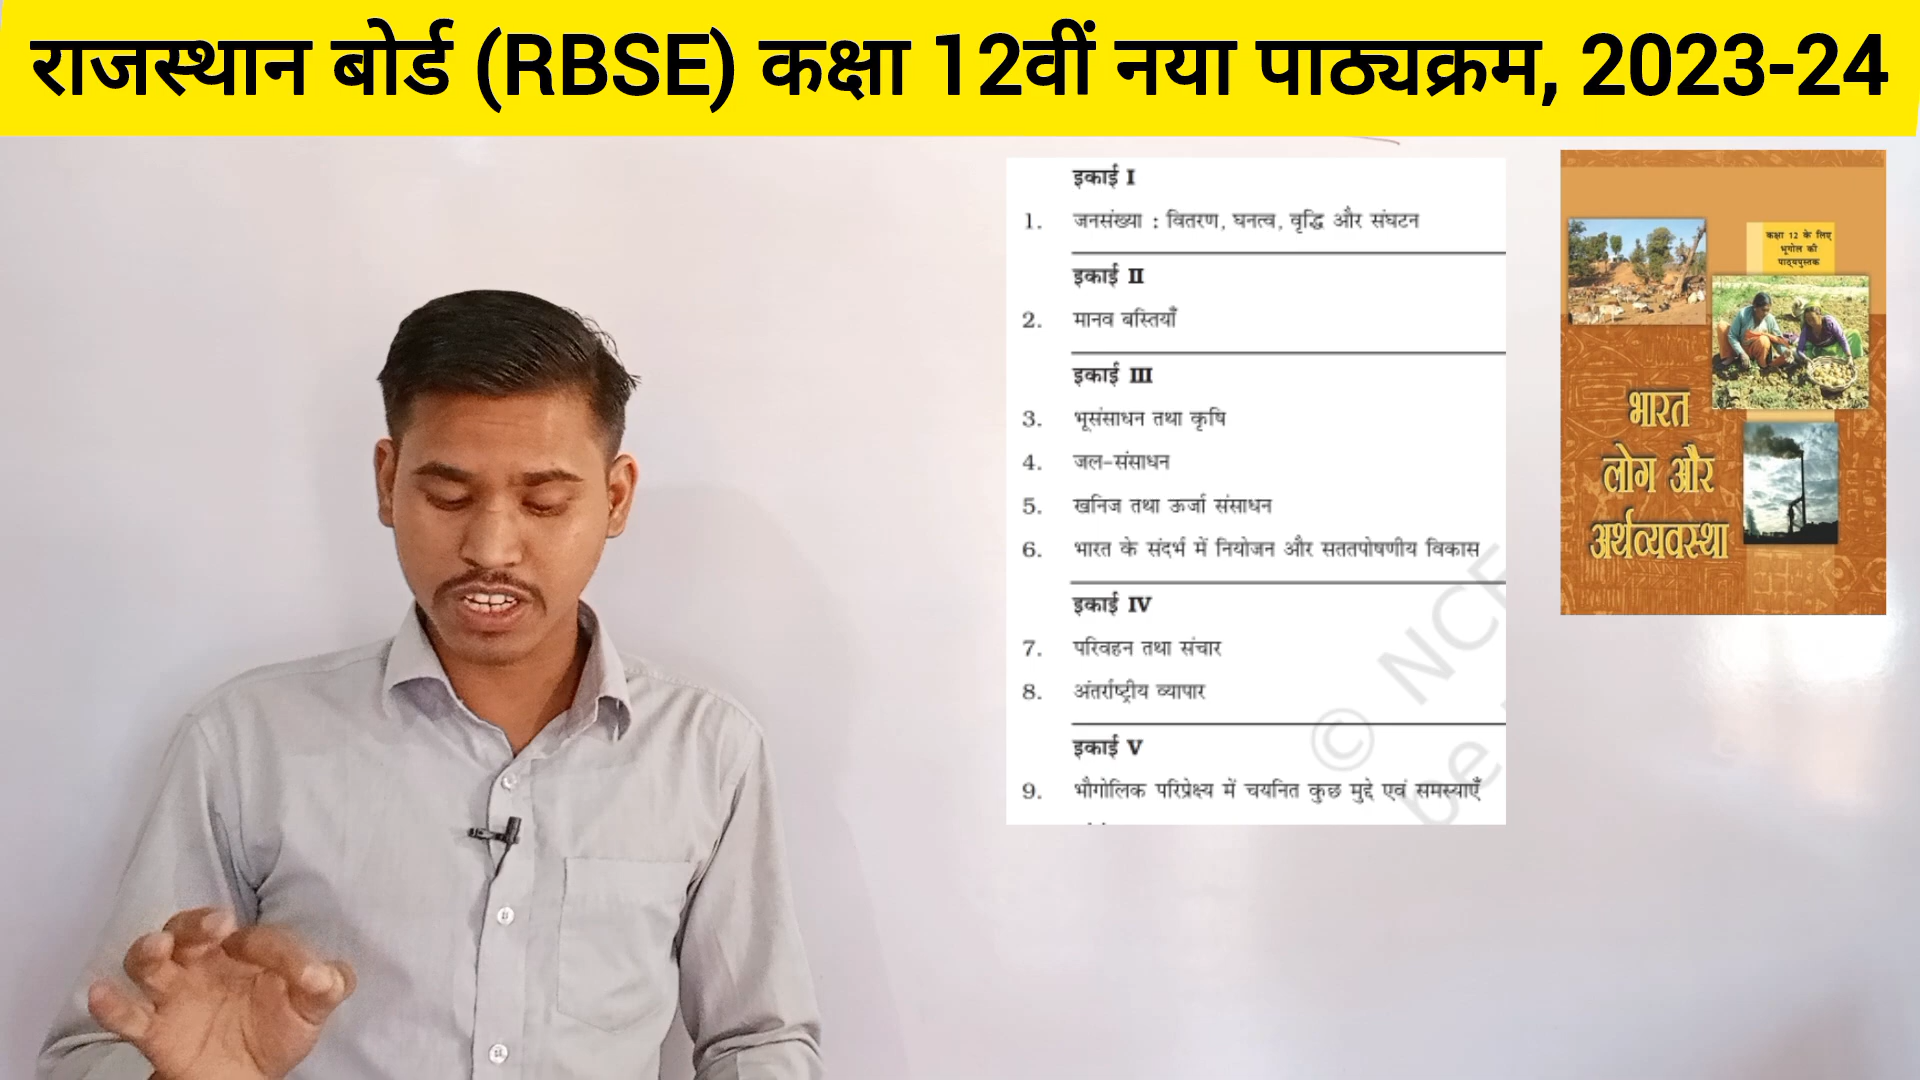 राजस्थान बोर्ड (RBSE) कक्षा 12वीं नया पाठ्यक्रम, 2023-24
इकाई I
1. जनसंख्या : वितरण, घनत्व, वृद्धि और संघटन
इकाई II
2. मानव बस्तियाँ
इकाई III
3. भूसंसाधन तथा कृषि
4. जल-संसाधन
5. खनिज तथा ऊर्जा संसाधन
6. भारत के संदर्भ में नियोजन और सततपोषणीय विकास
इकाई IV
7. परिवहन तथा संचार
8. अंतर्राष्ट्रीय व्यापार
इकाई V
9. भौगोलिक परिप्रेक्ष्य में चयनित कुछ मुद्दे एवं समस्याएँ
© NCE
be
कक्षा 12 के लिए
भूगोल की
पाठ्यपुस्तक
भारत
लोग और
अर्थव्यवस्था